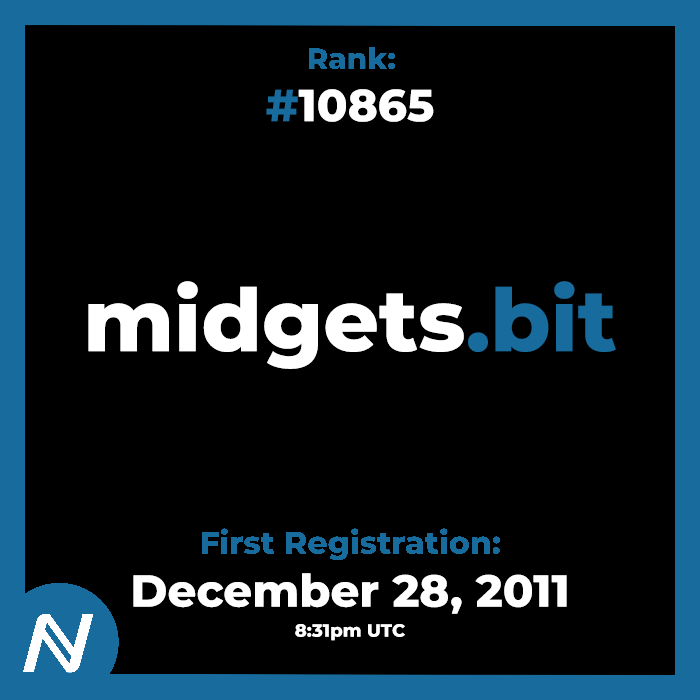 Rank:
#10865
midgets.bit
First Registration:
December 28, 2011
8:31pm UTC
N